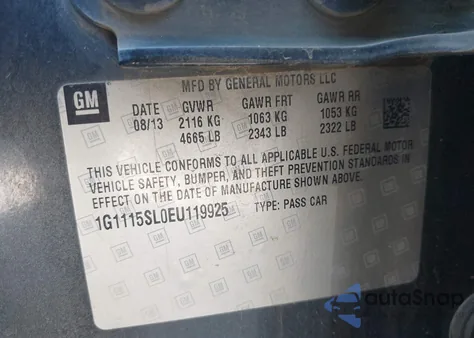 MFD BY GENERAL MOTORS LLC
GM
DATE GVWR GAWR FRT GAWR RR
08/13 2116 KG 1063 KG 1053 KG
4665 LB 2343 LB 2322 LB
THIS VEHICLE CONFORMS TO ALL APPLICABLE U.S. FEDERAL MOTOR
VEHICLE SAFETY, BUMPER, AND THEFT PREVENTION STANDARDS IN
EFFECT ON THE DATE OF MANUFACTURE SHOWN ABOVE.
1G1115SL0EU119925 TYPE: PASS CAR
autoSnap